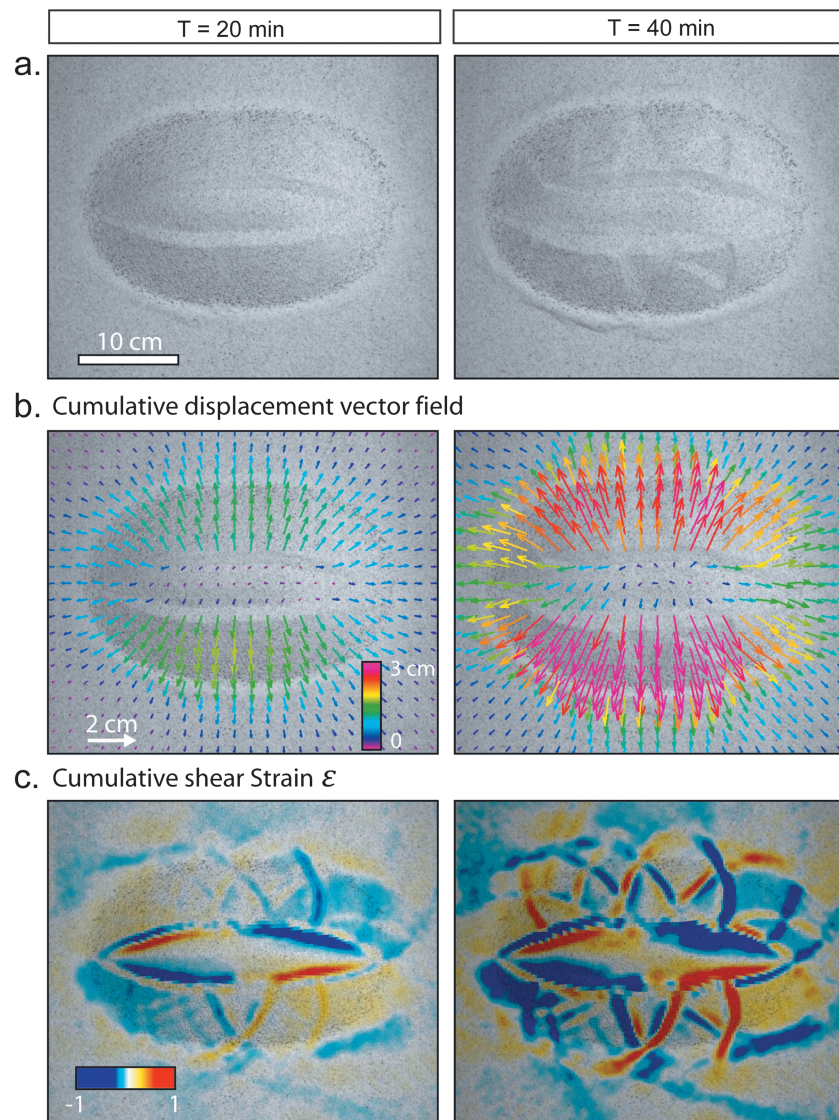 T = 20 min
T = 40 min
a.
10 cm
b. Cumulative displacement vector field
3 cm
0
2 cm
c. Cumulative shear Strain ℰ
-1
1